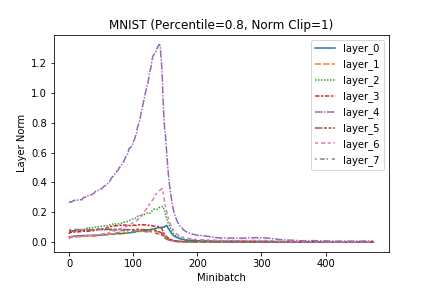 MNIST (Percentile=0.8, Norm Clip=1)
Layer Norm
1.2
1.0
0.8
0.6
0.4
0.2
0.0
layer_0
layer_1
layer_2
layer_3
layer_4
layer_5
layer_6
layer_7
0 100 200 300 400
Minibatch